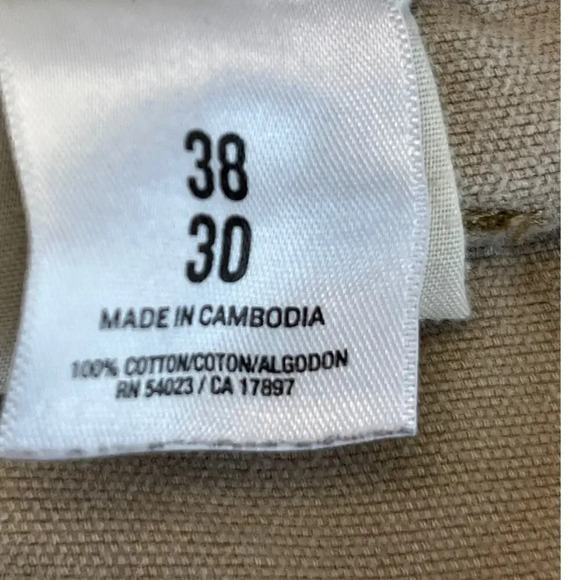 38
30
MADE IN CAMBODIA
100% COTTON/COTON/ALGODON
RN 54023 / CA 17897